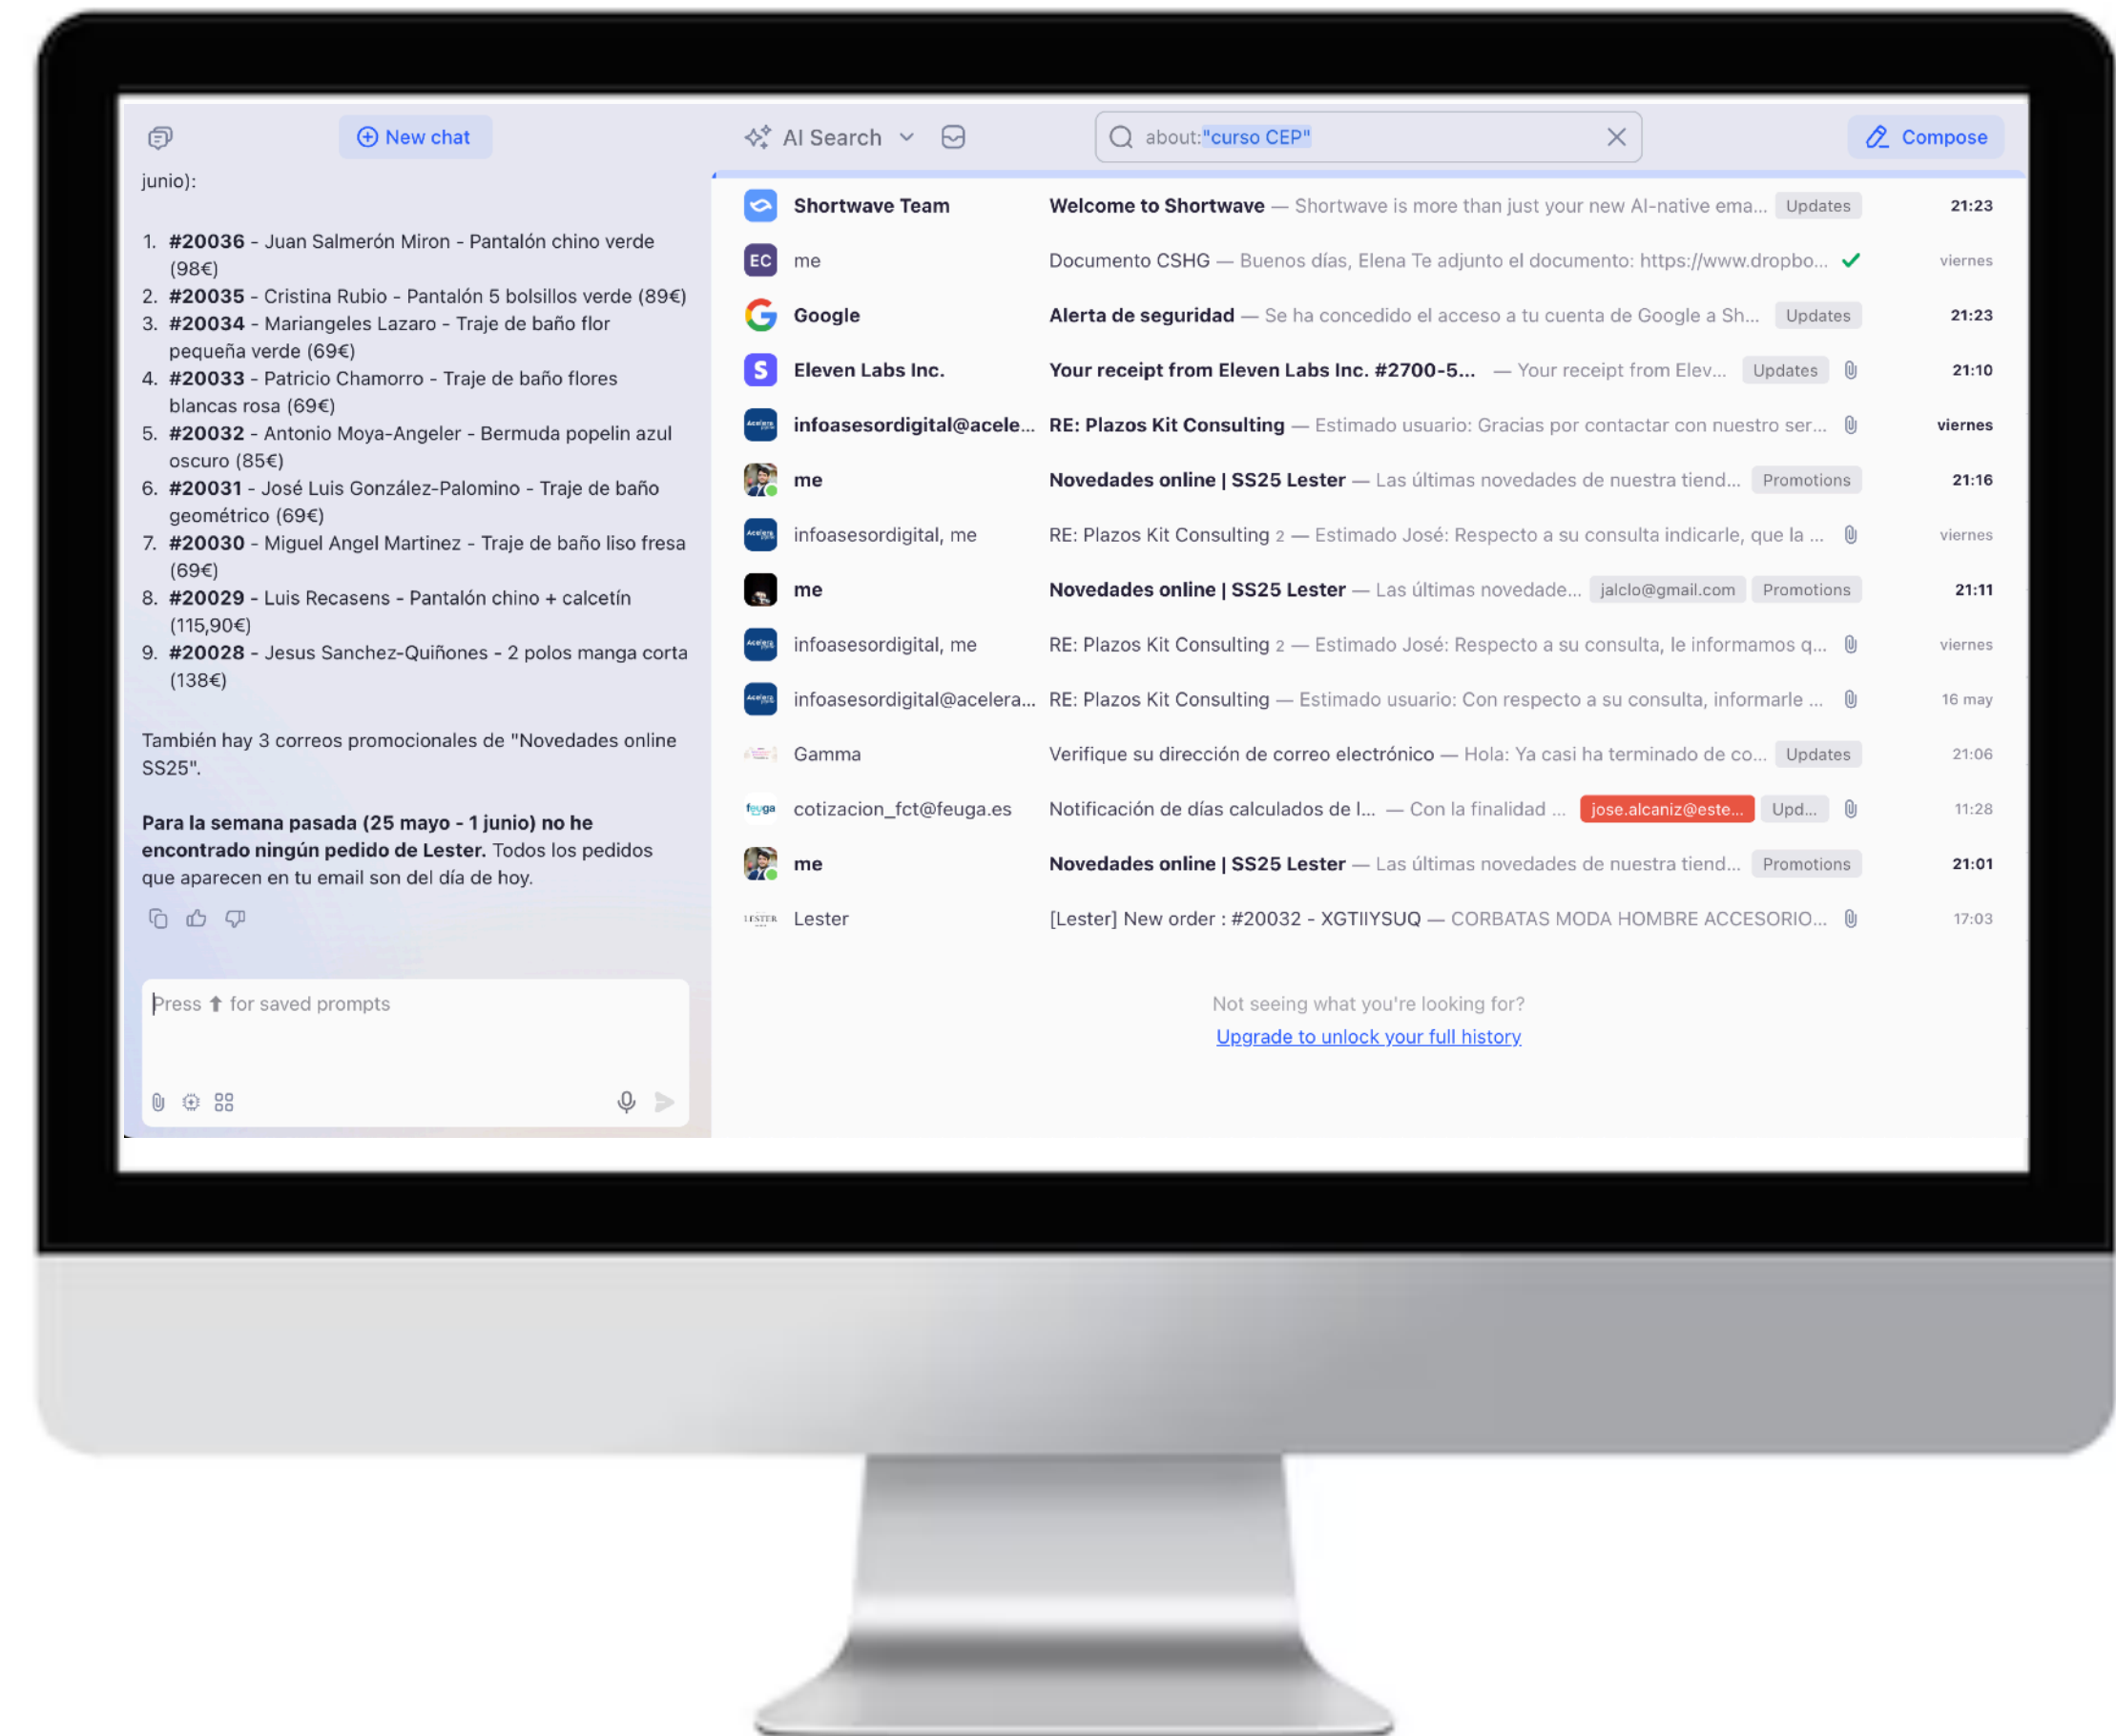 New chat
junio):
1. #20036 - Juan Salmerón Miron - Pantalón chino verde
(98€)
2. #20035 - Cristina Rubio - Pantalón 5 bolsillos verde (89€)
3. #20034 - Mariangeles Lazaro - Traje de baño flor
pequeña verde (69€)
4. #20033 - Patricio Chamorro - Traje de baño flores
blancas rosa (69€)
5. #20032 - Antonio Moya-Angeler - Bermuda popelin azul
oscuro (85€)
6. #20031 - José Luis González-Palomino - Traje de baño
geométrico (69€)
7. #20030 - Miguel Angel Martinez - Traje de baño liso fresa
(69€)
8. #20029 - Luis Recasens - Pantalón chino + calcetín
(115,90€)
9. #20028 - Jesus Sanchez-Quiñones - 2 polos manga corta
(138€)
También hay 3 correos promocionales de "Novedades online
SS25".
Para la semana pasada (25 mayo - 1 junio) no he
encontrado ningún pedido de Lester. Todos los pedidos
que aparecen en tu email son del día de hoy.
Press ⬆ for saved prompts
AI Search about:"curso CEP" Compose
Shortwave Team Welcome to Shortwave — Shortwave is more than just your new AI-native ema... Updates 21:23
EC me Documento CSHG — Buenos días, Elena Te adjunto el documento: https://www.dropbo... viernes
Google Alerta de seguridad — Se ha concedido el acceso a tu cuenta de Google a Sh... Updates 21:23
S Eleven Labs Inc. Your receipt from Eleven Labs Inc. #2700-5... — Your receipt from Elev... Updates 21:10
Acelera infoasesordigital@acele... RE: Plazos Kit Consulting — Estimado usuario: Gracias por contactar con nuestro ser... viernes
me Novedades online | SS25 Lester — Las últimas novedades de nuestra tiend... Promotions 21:16
Acelera infoasesordigital, me RE: Plazos Kit Consulting 2 — Estimado José: Respecto a su consulta indicarle, que la ... viernes
me Novedades online | SS25 Lester — Las últimas novedade... jalclo@gmail.com Promotions 21:11
Acelera infoasesordigital, me RE: Plazos Kit Consulting 2 — Estimado José: Respecto a su consulta, le informamos q... viernes
Acelera infoasesordigital@acelera... RE: Plazos Kit Consulting — Estimado usuario: Con respecto a su consulta, informarle ... 16 may
Gamma Verifique su dirección de correo electrónico — Hola: Ya casi ha terminado de co... Updates 21:06
feuga cotizacion_fct@feuga.es Notificación de días calculados de l... — Con la finalidad ... jose.alcaniz@este... Upd... 11:28
me Novedades online | SS25 Lester — Las últimas novedades de nuestra tiend... Promotions 21:01
LESTER Lester [Lester] New order : #20032 - XGTIIYSUQ — CORBATAS MODA HOMBRE ACCESORIO... 17:03
Not seeing what you're looking for?
Upgrade to unlock your full history